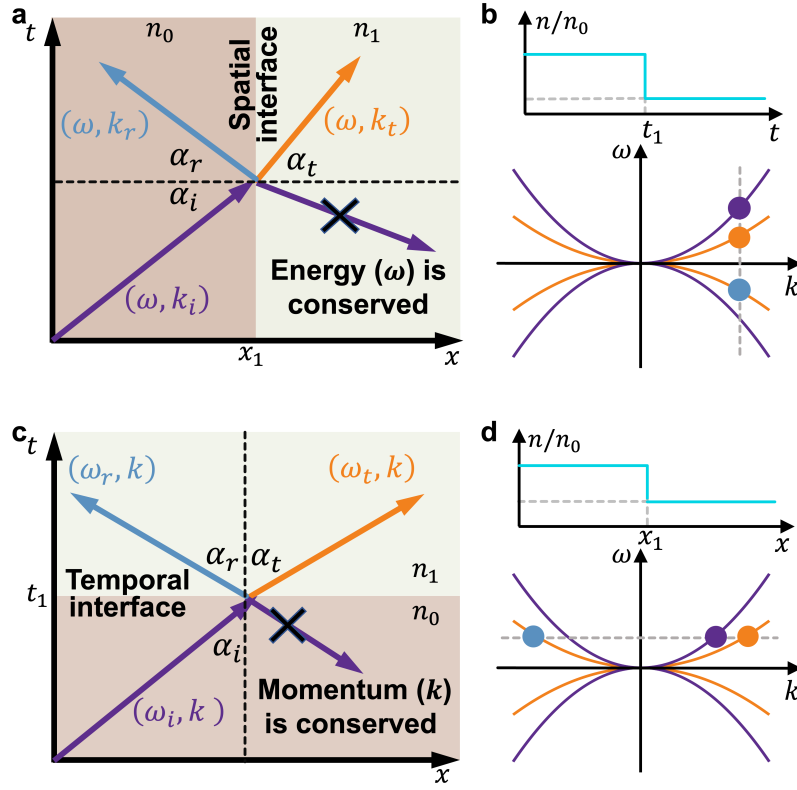 a
t
n₀
n₁
Spatial
interface
(ω, kᵣ)
(ω, kₜ)
αᵣ
αₜ
αᵢ
(ω, kᵢ)
Energy (ω) is
conserved
x₁
x
b
n/n₀
t₁
t
ω
k
c
t
(ωᵣ, k)
(ωₜ, k)
αᵣ
αₜ
n₁
Temporal
interface
t₁
n₀
αᵢ
(ωᵢ, k )
Momentum (k)
is conserved
x
d
n/n₀
x₁
x
ω
k